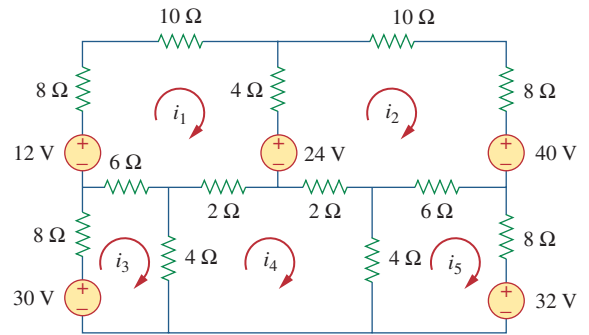 10 Ω 10 Ω
8 Ω 4 Ω 8 Ω
i1 i2
12 V + − 24 V + − 40 V + −
6 Ω
2 Ω 2 Ω 6 Ω
8 Ω 4 Ω 4 Ω 8 Ω
i3 i4 i5
30 V + − 32 V + −